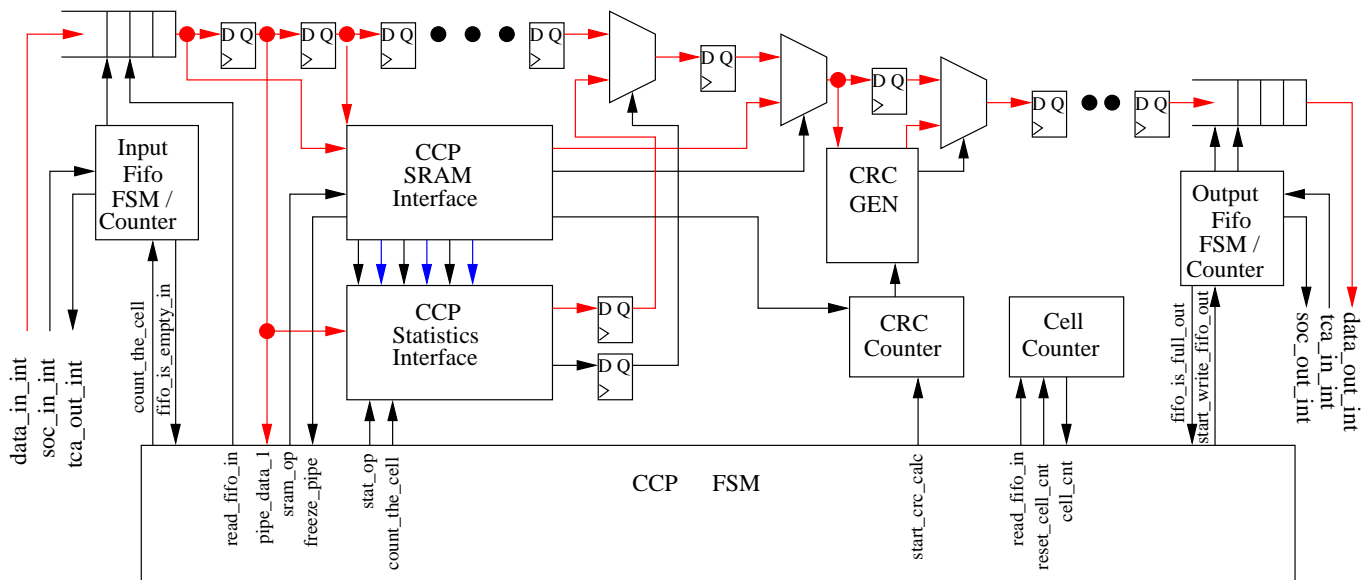 D Q
D Q
D Q
D Q
D Q
D Q
D Q
D Q
Input
Fifo
FSM /
Counter
CCP
SRAM
Interface
CRC
GEN
Output
Fifo
FSM /
Counter
CCP
Statistics
Interface
D Q
D Q
CRC
Counter
Cell
Counter
data_in_int
soc_in_int
tca_out_int
count_the_cell
fifo_is_empty_in
fifo_is_full_out
start_write_fifo_out
soc_out_int
tca_in_int
data_out_int
read_fifo_in
pipe_data_1
sram_op
freeze_pipe
stat_op
count_the_cell
start_crc_calc
read_fifo_in
reset_cell_cnt
cell_cnt
CCP FSM